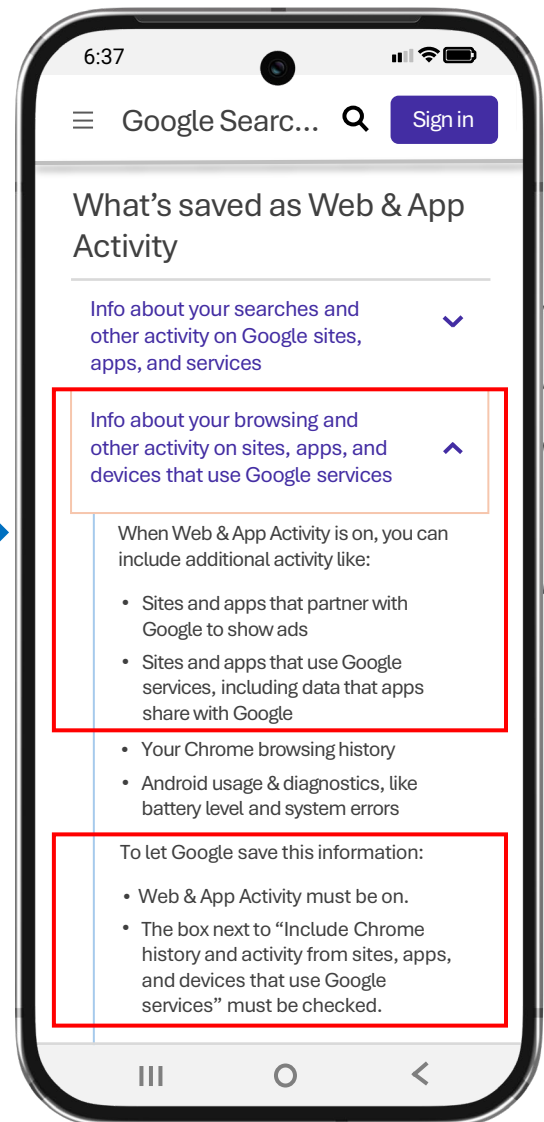 6:37
Google Searc...
Sign in
What's saved as Web & App
Activity
Info about your searches and
other activity on Google sites,
apps, and services
Info about your browsing and
other activity on sites, apps, and
devices that use Google services
When Web & App Activity is on, you can
include additional activity like:
• Sites and apps that partner with
Google to show ads
• Sites and apps that use Google
services, including data that apps
share with Google
• Your Chrome browsing history
• Android usage & diagnostics, like
battery level and system errors
To let Google save this information:
• Web & App Activity must be on.
• The box next to “Include Chrome
history and activity from sites, apps,
and devices that use Google
services” must be checked.